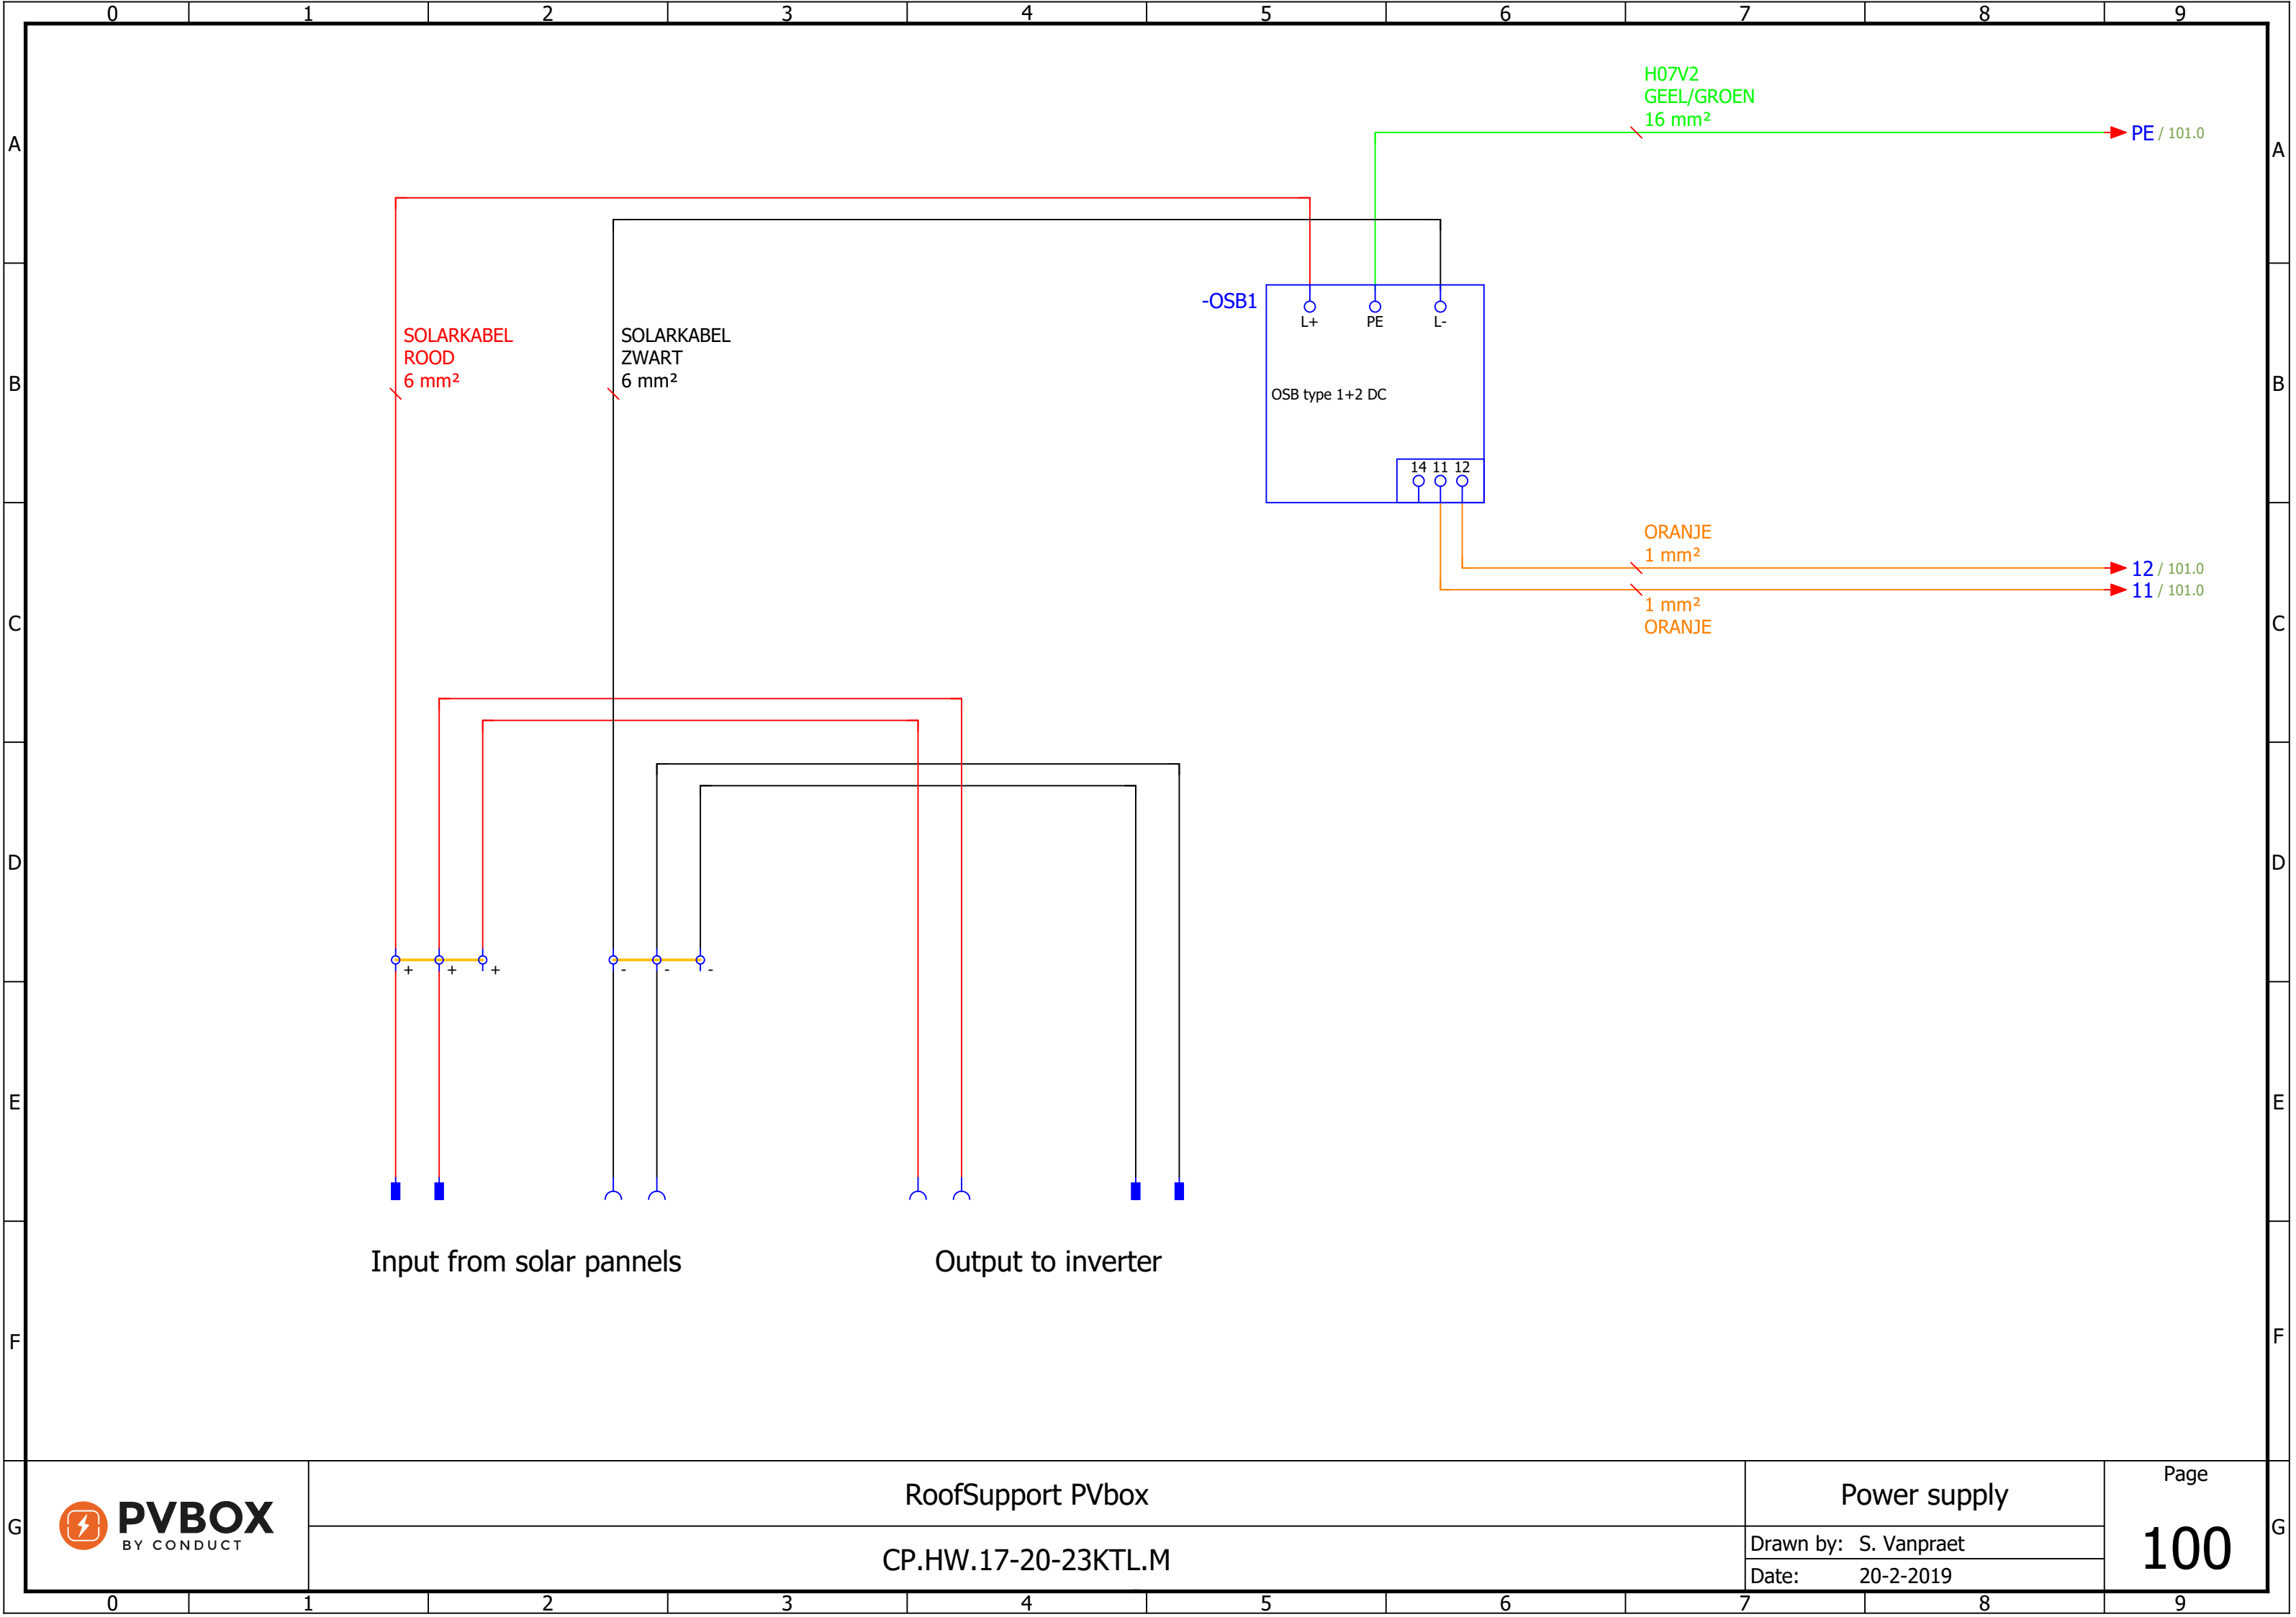 0 1 2 3 4 5 6 7 8 9
H07V2
GEEL/GROEN
16 mm²
A
PE / 101.0
A
-OSB1
L+ PE L-
SOLARKABEL
ROOD
6 mm²
SOLARKABEL
ZWART
6 mm²
B
OSB type 1+2 DC
B
14 11 12
ORANJE
1 mm²
12 / 101.0
11 / 101.0
1 mm²
ORANJE
C
C
D
D
+ + + - - -
E
E
Input from solar pannels
Output to inverter
F
F
G
PVBOX
BY CONDUCT
RoofSupport PVbox
CP.HW.17-20-23KTL.M
Power supply
Drawn by: S. Vanpraet
Date: 20-2-2019
Page
100
G
0 1 2 3 4 5 6 7 8 9